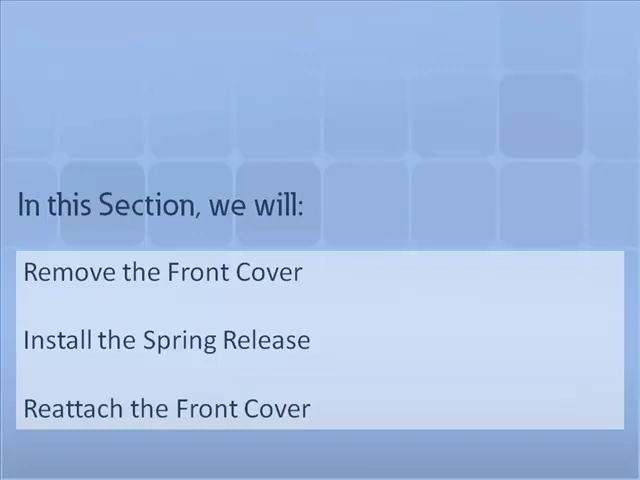 In this Section, we will:
Remove the Front Cover
Install the Spring Release
Reattach the Front Cover